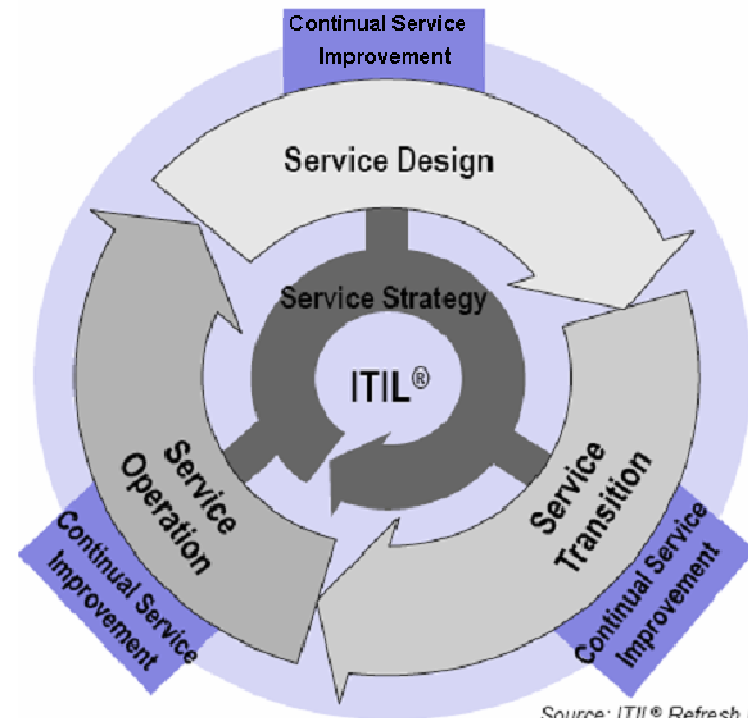 Continual Service
Improvement
Service Design
Service Strategy
ITIL®
Service
Operation
Service
Transition
Continual Service
Improvement
Continual Service
Improvement
Source: ITIL® Refresh